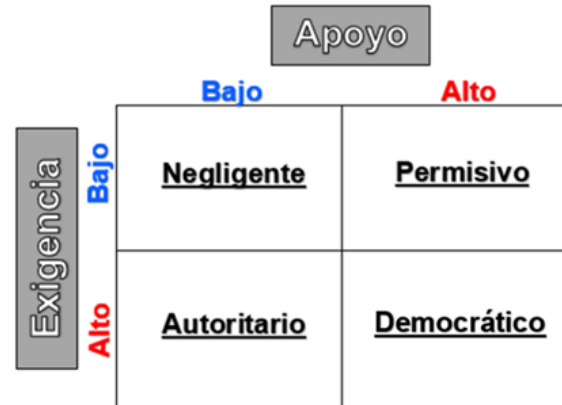 Apoyo
Bajo Alto
Exigencia
Bajo
Negligente Permisivo
Alto
Autoritario Democrático